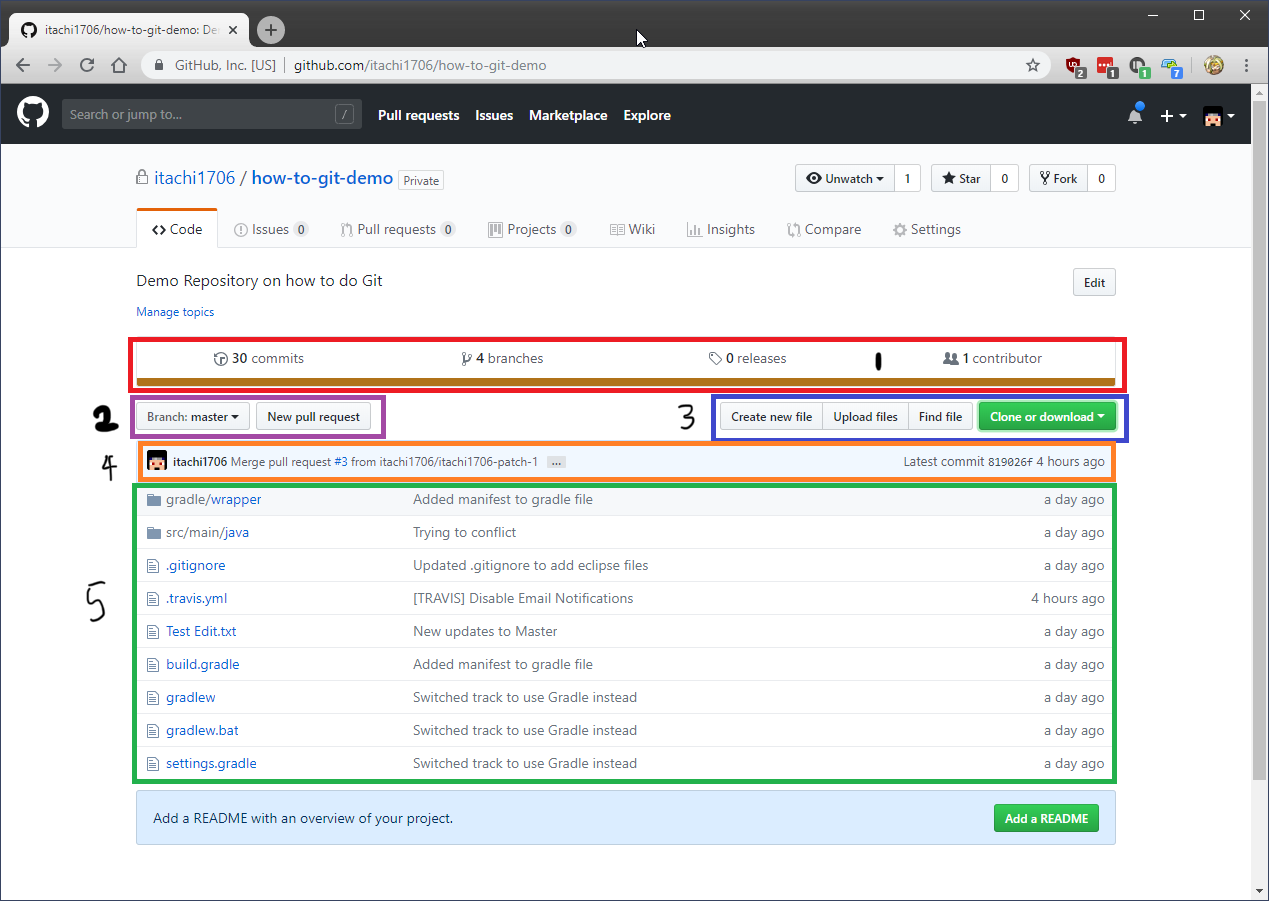 itachi1706/how-to-git-demo: De
GitHub, Inc. [US] github.com/itachi1706/how-to-git-demo 2 1 1 7
Search or jump to... / Pull requests Issues Marketplace Explore
itachi1706 / how-to-git-demo Private Unwatch 1 Star 0 Fork 0
Code Issues 0 Pull requests 0 Projects 0 Wiki Insights Compare Settings
Demo Repository on how to do Git Edit
Manage topics
30 commits 4 branches 0 releases 1 1 contributor
2 Branch: master New pull request 3 Create new file Upload files Find file Clone or download
4 itachi1706 Merge pull request #3 from itachi1706/itachi1706-patch-1 ... Latest commit 819026f 4 hours ago
gradle/wrapper Added manifest to gradle file a day ago
src/main/java Trying to conflict a day ago
.gitignore Updated .gitignore to add eclipse files a day ago
5 .travis.yml [TRAVIS] Disable Email Notifications 4 hours ago
Test Edit.txt New updates to Master a day ago
build.gradle Added manifest to gradle file a day ago
gradlew Switched track to use Gradle instead a day ago
gradlew.bat Switched track to use Gradle instead a day ago
settings.gradle Switched track to use Gradle instead a day ago
Add a README with an overview of your project. Add a README